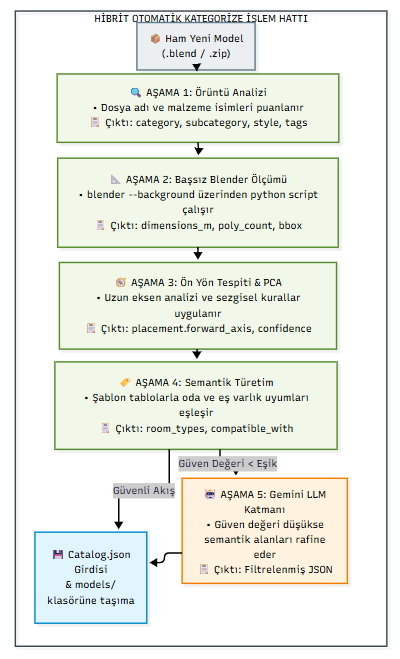 HİBRİT OTOMATİK KATEGORİZE İŞLEM HATTI
Ham Yeni Model
(.blend / .zip)
AŞAMA 1: Örüntü Analizi
• Dosya adı ve malzeme isimleri puanlanır
Çıktı: category, subcategory, style, tags
AŞAMA 2: Başsız Blender Ölçümü
• blender --background üzerinden python script
çalışır
Çıktı: dimensions_m, poly_count, bbox
AŞAMA 3: Ön Yön Tespiti & PCA
• Uzun eksen analizi ve sezgisel kurallar
uygulanır
Çıktı: placement.forward_axis, confidence
AŞAMA 4: Semantik Türetim
• Şablon tablolarla oda ve eş varlık uyumları
eşleşir
Çıktı: room_types, compatible_with
Güven Değeri < Eşik
Güvenli Akış
AŞAMA 5: Gemini LLM
Katmanı
• Güven değeri düşükse
semantik alanları rafine
eder
Çıktı: Filtrelenmiş JSON
Catalog.json
Girdisi
& models/
klasörüne taşıma